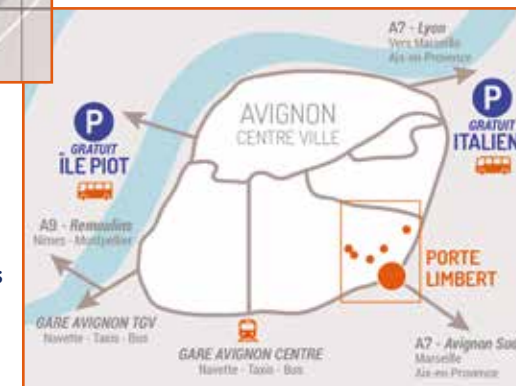 A7 - Lyon
Vers Marseille
Aix-en-Provence
AVIGNON
CENTRE VILLE
P
GRATUIT
ÎLE PIOT
P
GRATUIT
ITALIEN
A9 - Remoulins
Nimes - Montpellier
PORTE
LIMBERT
s
GARE AVIGNON TGV
Navette - Taxis - Bus
GARE AVIGNON CENTRE
Navette - Taxis - Bus
A7 - Avignon Sud
Marseille
Aix-en-Provence